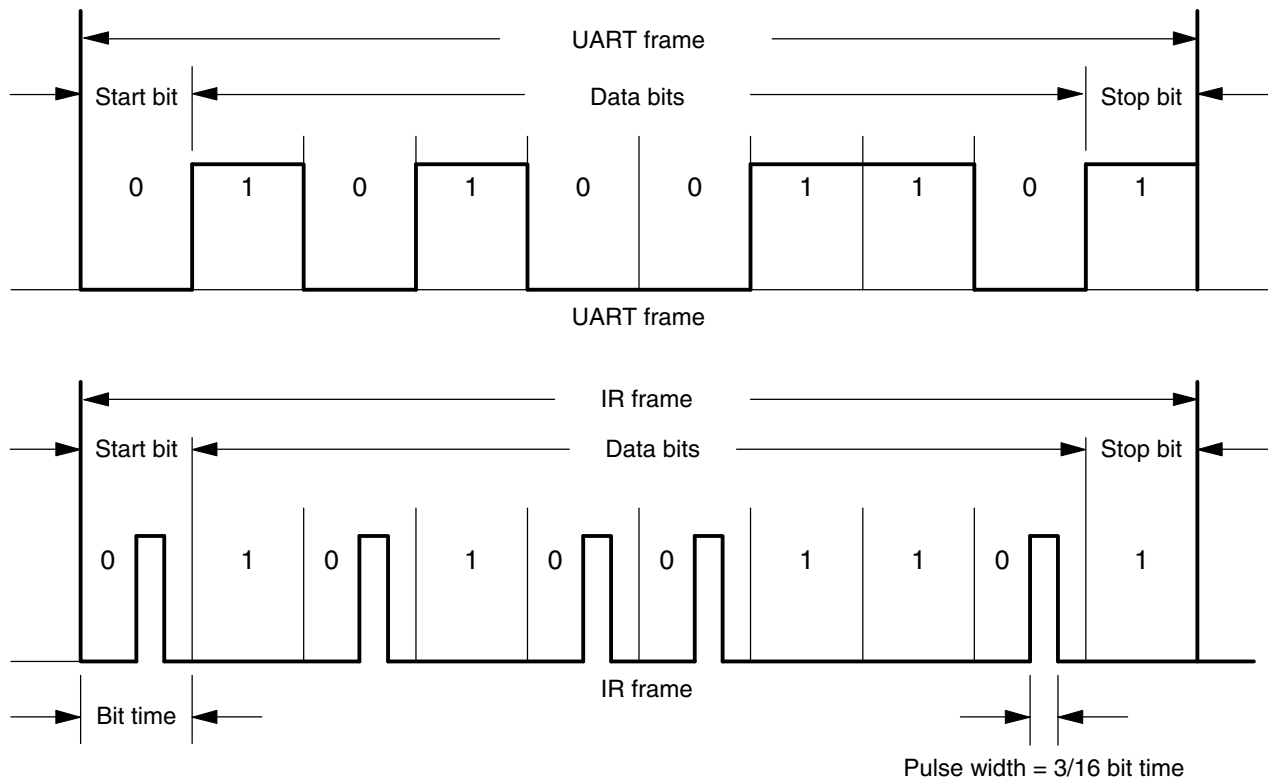 UART frame
Start bit Data bits Stop bit
0 1 0 1 0 0 1 1 0 1
UART frame
IR frame
Start bit Data bits Stop bit
0 1 0 1 0 0 1 1 0 1
IR frame
Bit time
Pulse width = 3/16 bit time